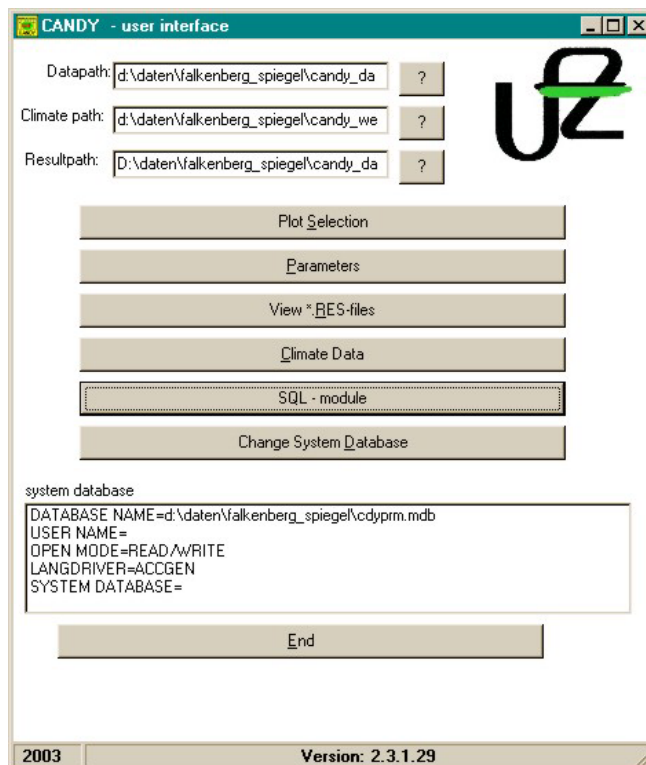 CANDY - user interface
Datapath: d:\daten\falkenberg_spiegel\candy_da ?
Climate path: d:\daten\falkenberg_spiegel\candy_we ?
Resultpath: D:\daten\falkenberg_spiegel\candy_da ?
UFZ
Plot Selection
Parameters
View *.RES-files
Climate Data
SQL - module
Change System Database
system database
DATABASE NAME=d:\daten\falkenberg_spiegel\cdyprm.mdb
USER NAME=
OPEN MODE=READ/WRITE
LANGDRIVER=ACCGEN
SYSTEM DATABASE=
End
2003 Version: 2.3.1.29